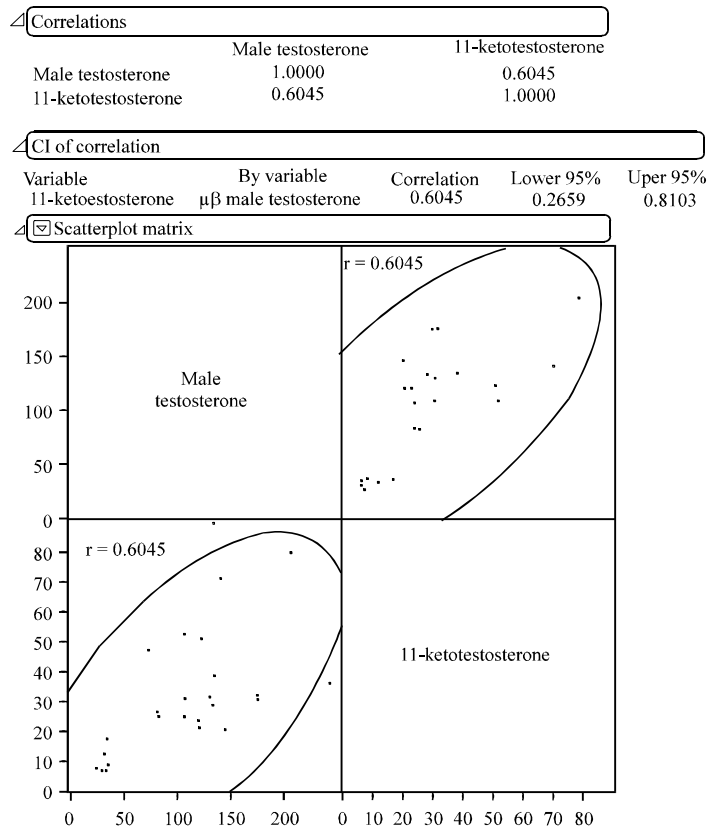 Correlations
Male testosterone 11-ketotestosterone
Male testosterone 1.0000 0.6045
11-ketotestosterone 0.6045 1.0000
CI of correlation
Variable By variable Correlation Lower 95% Uper 95%
11-ketoestosterone μβ male testosterone 0.6045 0.2659 0.8103
Scatterplot matrix
r = 0.6045
200
150
100
50
0
Male
testosterone
r = 0.6045
80
70
60
50
40
30
20
10
0
11-ketotestosterone
0 50 100 150 200 0 10 20 30 40 50 60 70 80